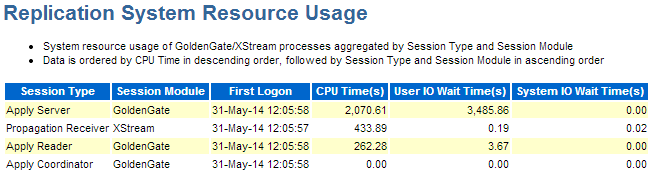 Replication System Resource Usage
• System resource usage of GoldenGate/XStream processes aggregated by Session Type and Session Module
• Data is ordered by CPU Time in descending order, followed by Session Type and Session Module in ascending order
Session Type Session Module First Logon CPU Time(s) User IO Wait Time(s) System IO Wait Time(s)
Apply Server GoldenGate 31-May-14 12:05:58 2,070.61 3,485.86 0.00
Propagation Receiver XStream 31-May-14 12:05:57 433.89 0.19 0.02
Apply Reader GoldenGate 31-May-14 12:05:58 262.28 3.67 0.00
Apply Coordinator GoldenGate 31-May-14 12:05:58 0.00 0.00 0.00